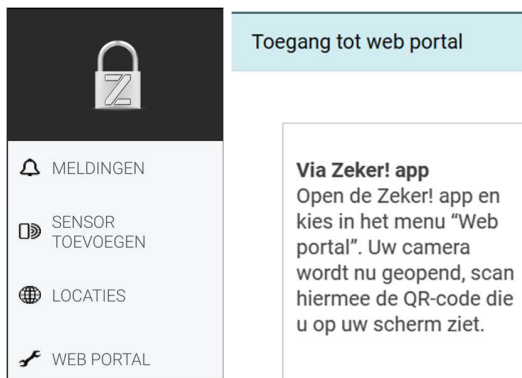 Z
MELDINGEN
SENSOR
TOEVOEGEN
LOCATIES
WEB PORTAL
Toegang tot web portal
Via Zeker! app
Open de Zeker! app en
kies in het menu “Web
portal”. Uw camera
wordt nu geopend, scan
hiermee de QR-code die
u op uw scherm ziet.